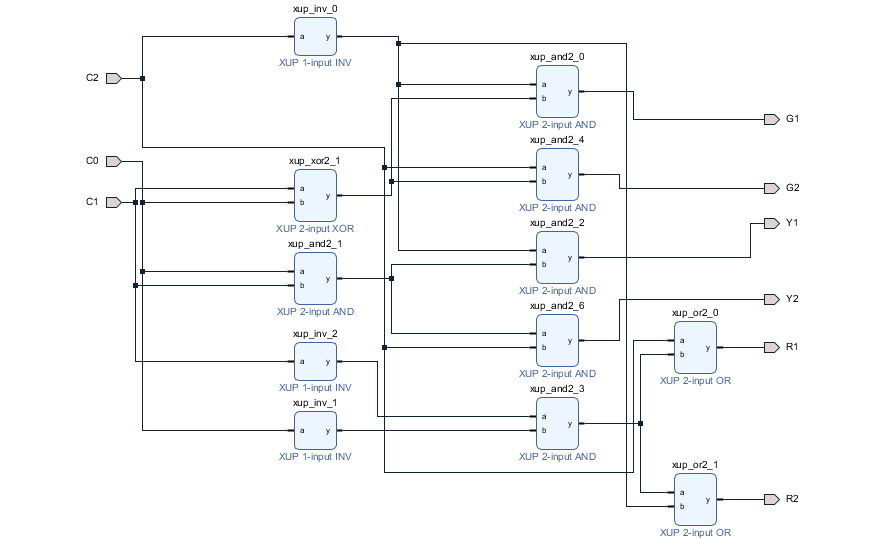 xup_inv_0
a
y
XUP 1-input INV
C2
xup_and2_0
a
b
y
XUP 2-input AND
G1
C0
xup_xor2_1
a
b
y
XUP 2-input XOR
C1
xup_and2_4
a
b
y
XUP 2-input AND
G2
Y1
xup_and2_1
a
b
y
XUP 2-input AND
xup_and2_2
a
b
y
XUP 2-input AND
Y2
xup_inv_2
a
y
XUP 1-input INV
xup_and2_6
a
b
y
XUP 2-input AND
xup_or2_0
a
b
y
XUP 2-input OR
R1
xup_inv_1
a
y
XUP 1-input INV
xup_and2_3
a
b
y
XUP 2-input AND
xup_or2_1
a
b
y
XUP 2-input OR
R2